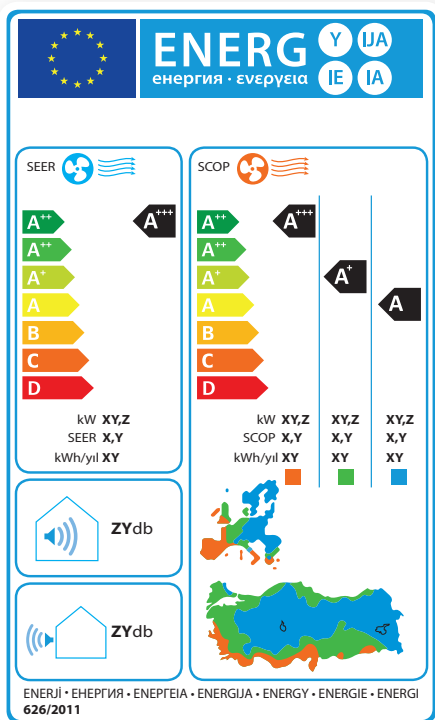 ENERG Y IJA
енергия · ενεργεια IE IA
SEER
SCOP
A++ A+++
A++
A+
A
B
C
D
A++ A+++
A++
A+ A+
A A
B
C
D
kW XY,Z
SEER X,Y
kWh/yıl XY
kW XY,Z XY,Z XY,Z
SCOP X,Y X,Y X,Y
kWh/yıl XY XY XY
ZYdb
ZYdb
ENERJİ · ЕНЕРГИЯ · ΕΝΕΡΓΕΙΑ · ENERGIJA · ENERGY · ENERGIE · ENERGI
626/2011